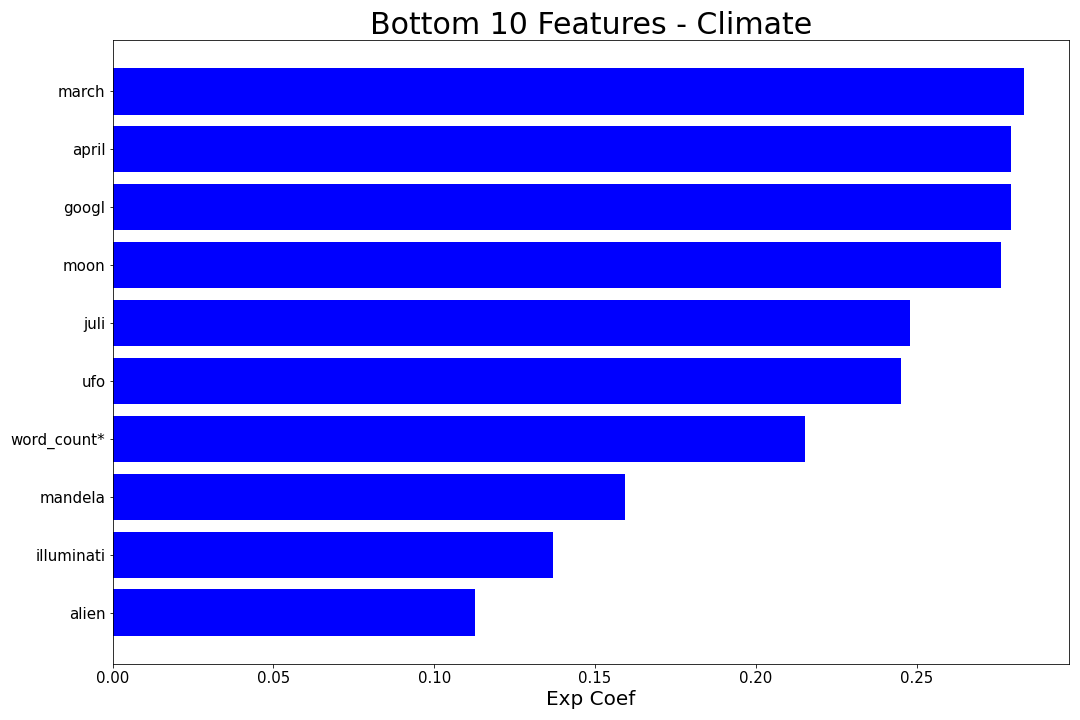 Bottom 10 Features - Climate
march
april
googl
moon
juli
ufo
word_count*
mandela
illuminati
alien
0.00 0.05 0.10 0.15 0.20 0.25
Exp Coef